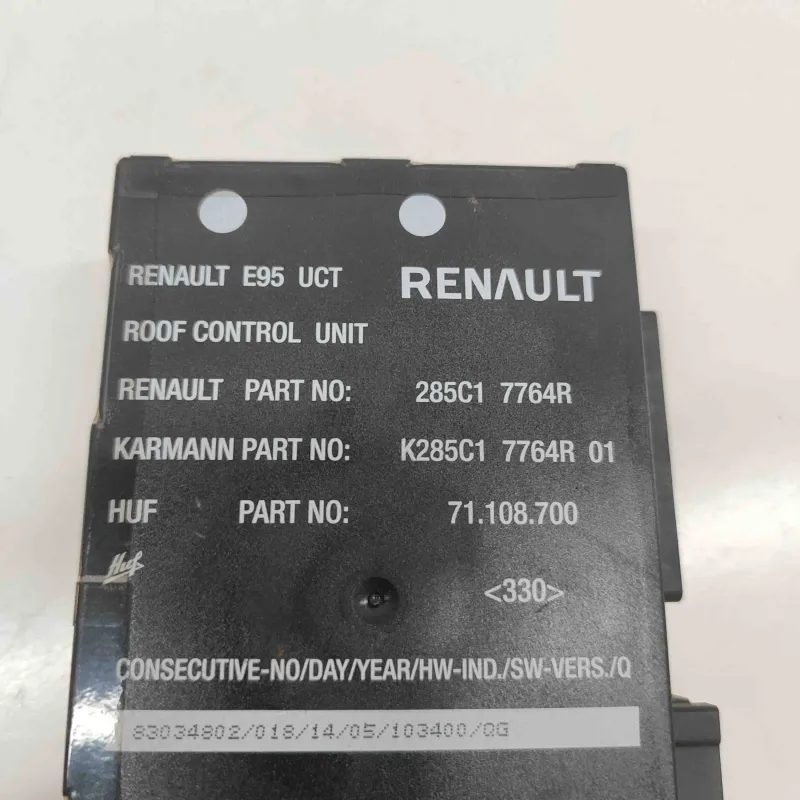 RENAULT E95 UCT RENAULT
ROOF CONTROL UNIT
RENAULT PART NO: 285C1 7764R
KARMANN PART NO: K285C1 7764R 01
HUF PART NO: 71.108.700
Huf
<330>
CONSECUTIVE-NO/DAY/YEAR/HW-IND./SW-VERS./Q
83034802/018/14/05/103400/QG